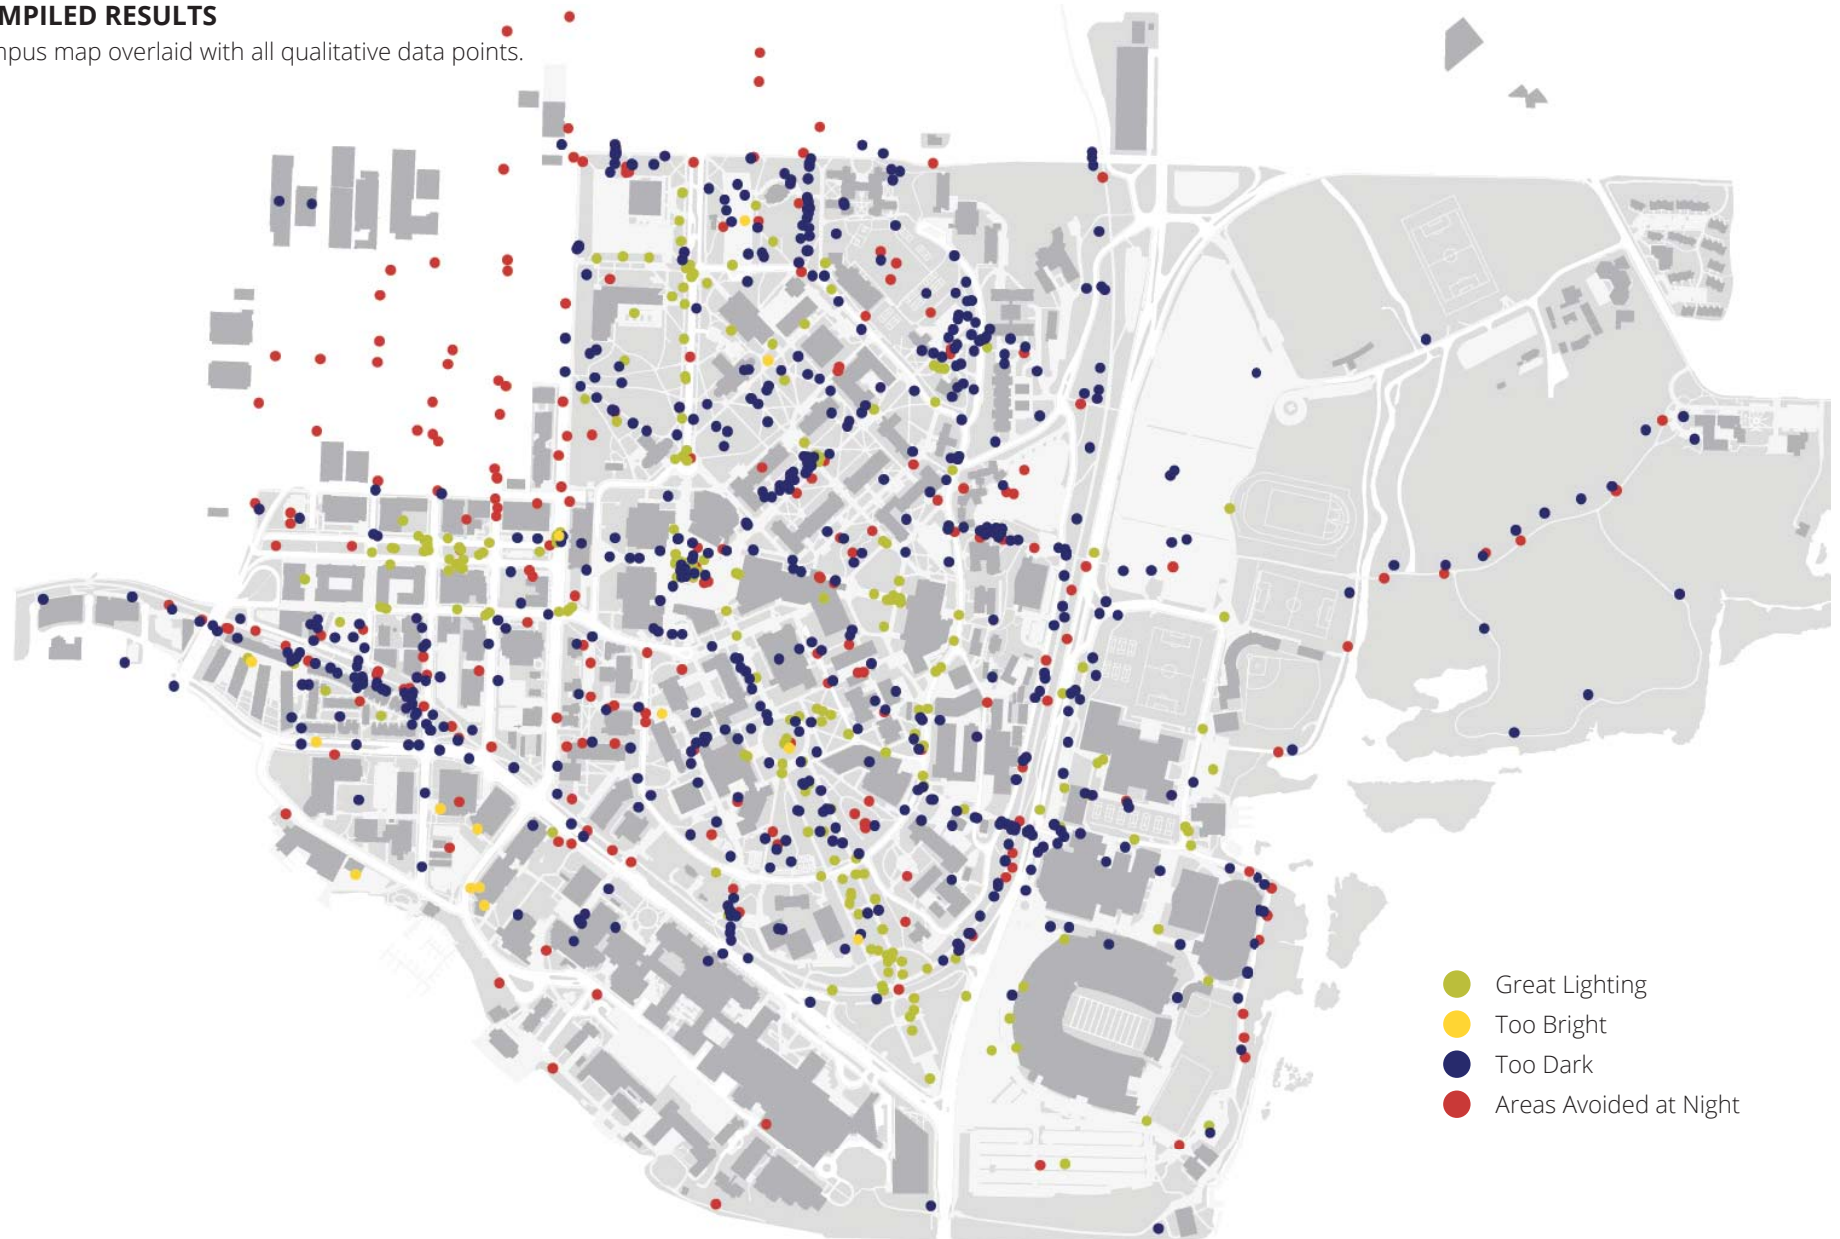 MPILED RESULTS
npus map overlaid with all qualitative data points.
Great Lighting
Too Bright
Too Dark
Areas Avoided at Night